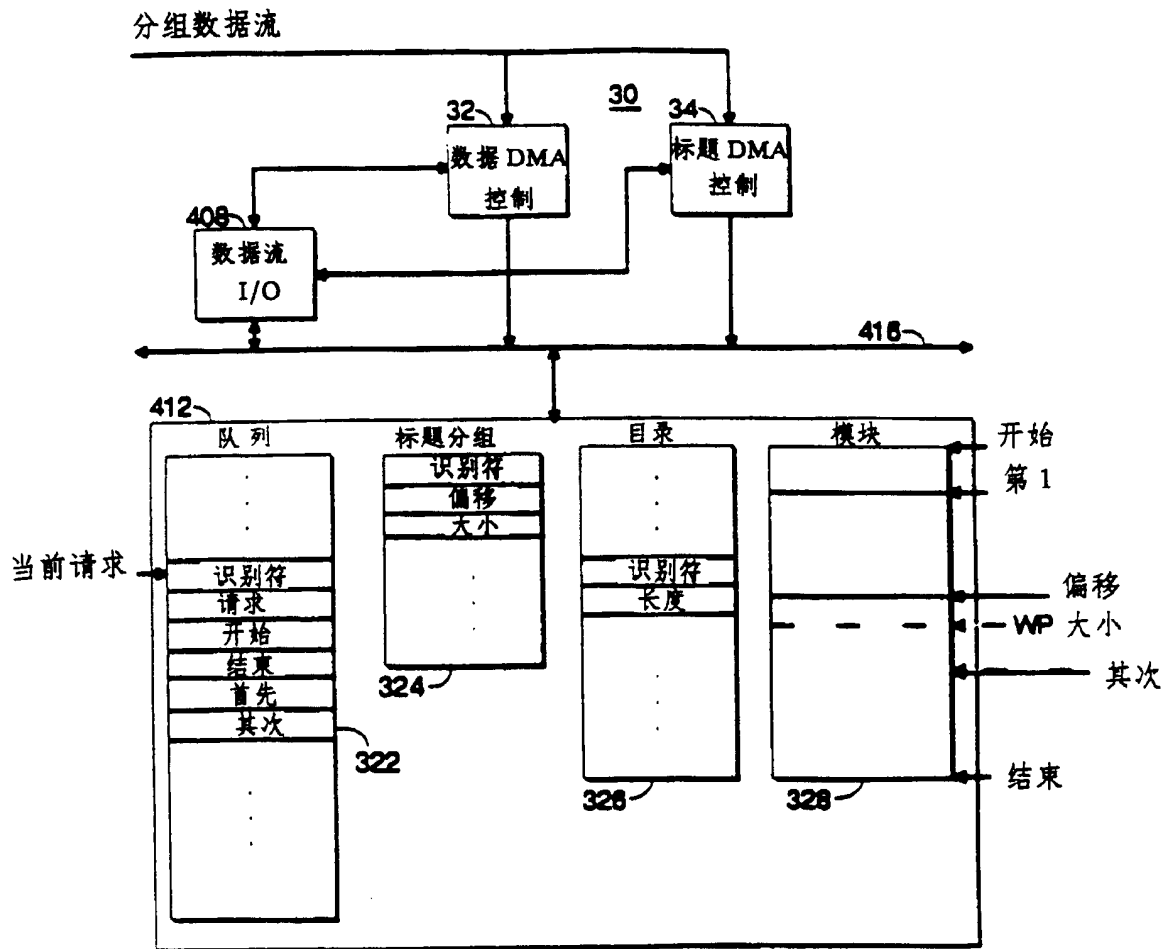 分组数据流
30
32
数据 DMA
控制
34
标题 DMA
控制
408
数据流
I/O
416
412
队列
标题分组
目录
模块
开始
第 1
识别符
偏移
大小
当前请求
识别符
请求
开始
结束
首先
其次
识别符
长度
偏移
WP 大小
其次
结束
322
324
326
328